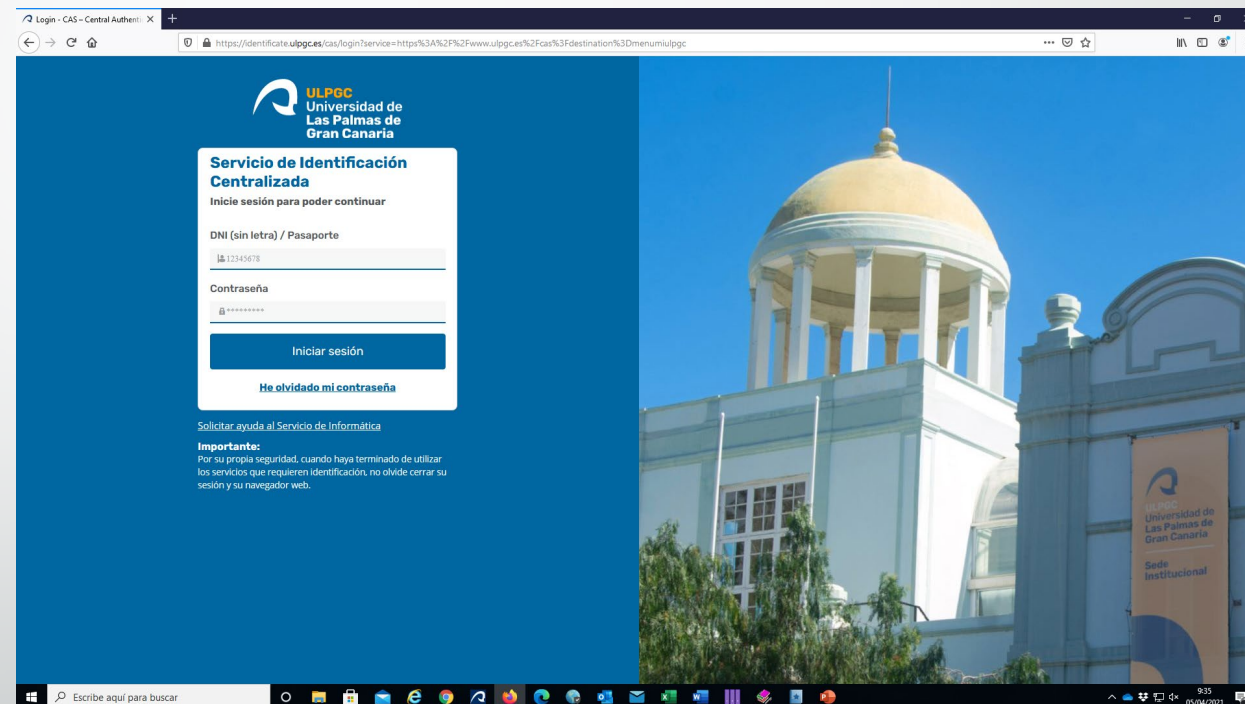 Login - CAS – Central Authenti
https://identificate.ulpgc.es/cas/login?service=https%3A%2F%2Fwww.ulpgc.es%2Fcas%3Fdestination%3Dmenumiulpgc
ULPGC
Universidad de
Las Palmas de
Gran Canaria
Servicio de Identificación
Centralizada
Inicie sesión para poder continuar
DNI (sin letra) / Pasaporte
12345678
Contraseña
*********
Iniciar sesión
He olvidado mi contraseña
Solicitar ayuda al Servicio de Informática
Importante:
Por su propia seguridad, cuando haya terminado de utilizar
los servicios que requieren identificación, no olvide cerrar su
sesión y su navegador web.
ULPGC
Universidad de
Las Palmas de
Gran Canaria
Sede
Institucional
Escribe aquí para buscar
9:35
05/04/2021